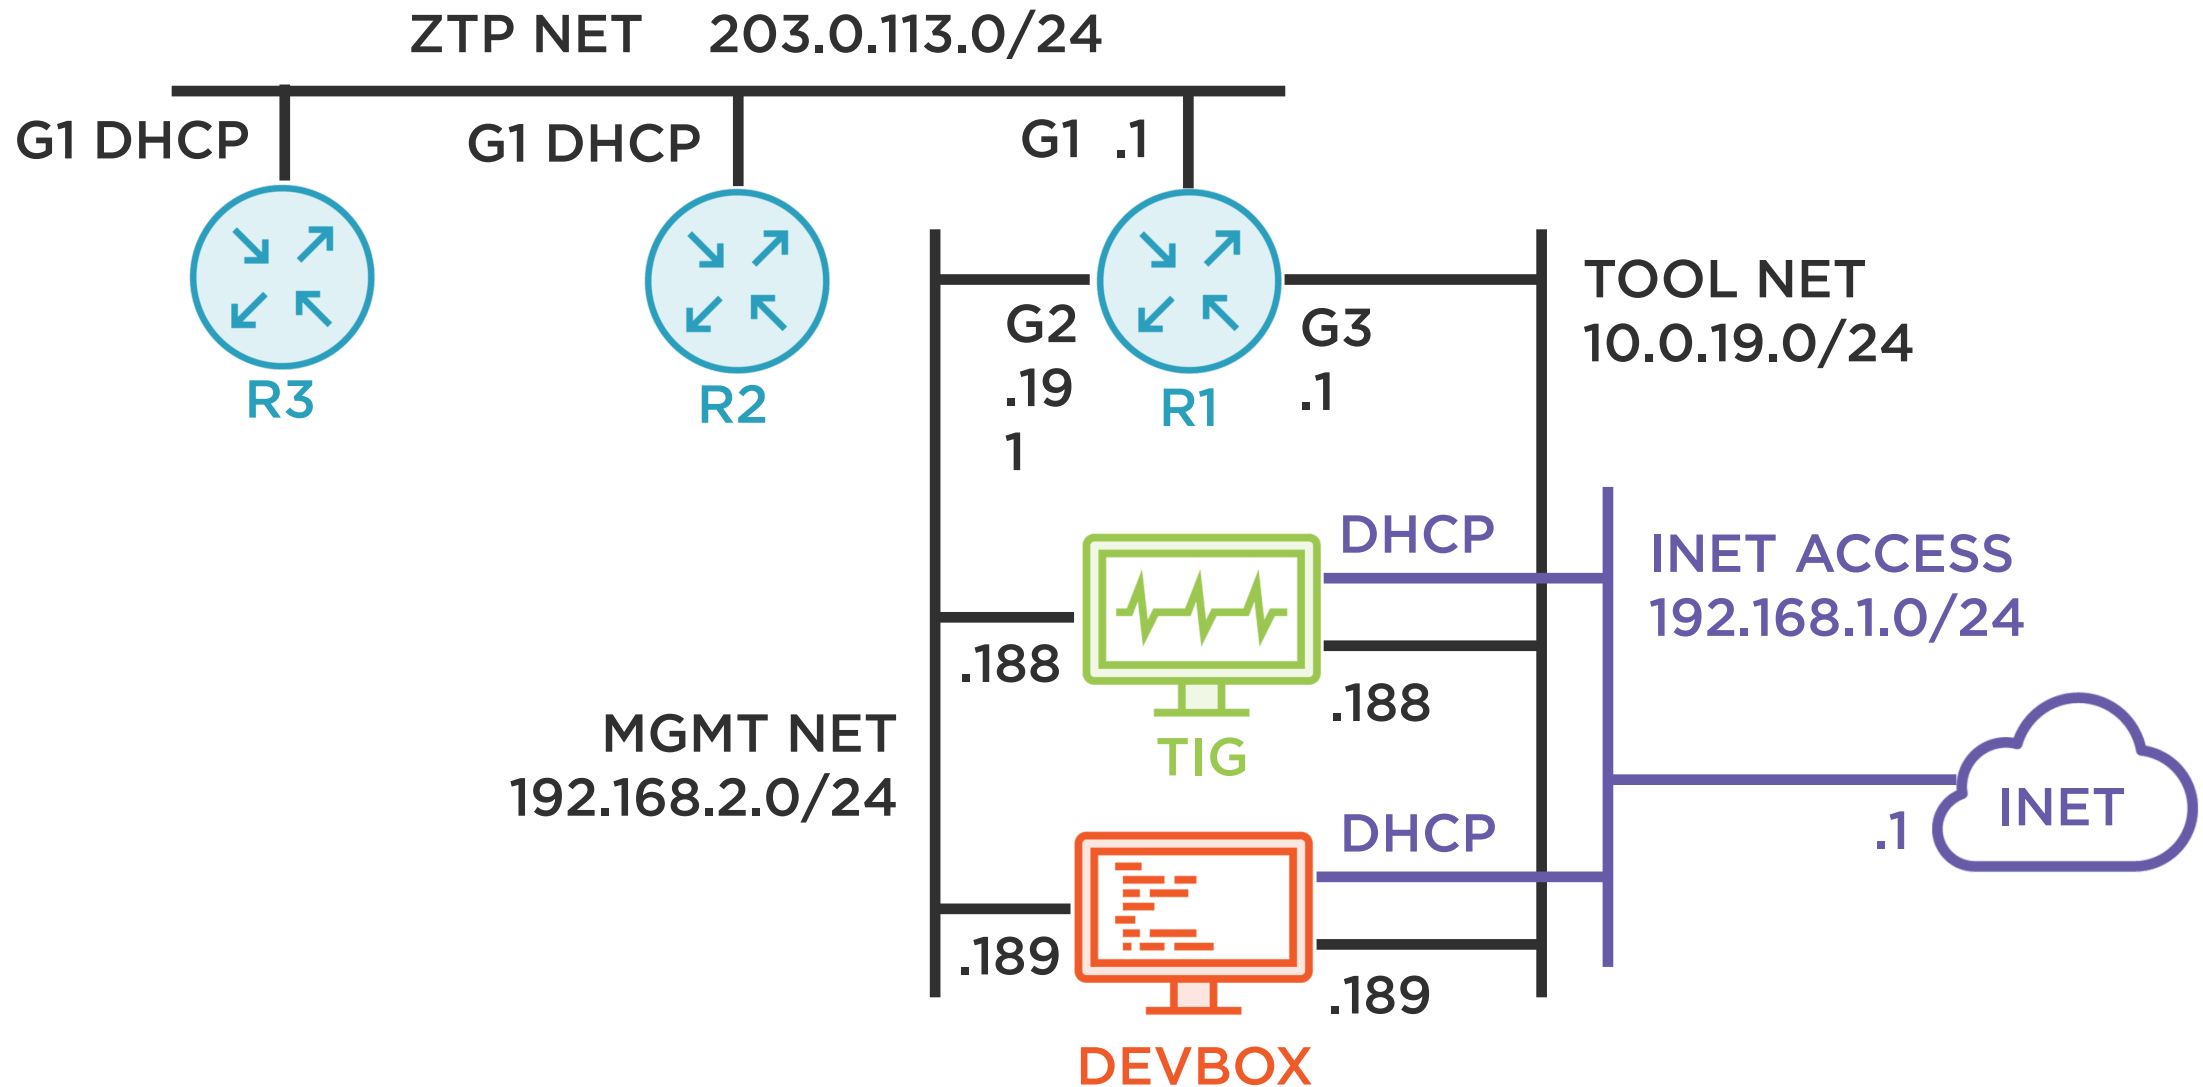 ZTP NET 203.0.113.0/24
G1 DHCP
G1 DHCP
G1 .1
R3
R2
R1
G2
.19
1
G3
.1
TOOL NET
10.0.19.0/24
DHCP
INET ACCESS
192.168.1.0/24
.188
.188
TIG
MGMT NET
192.168.2.0/24
DHCP
INET
.1
.189
.189
DEVBOX